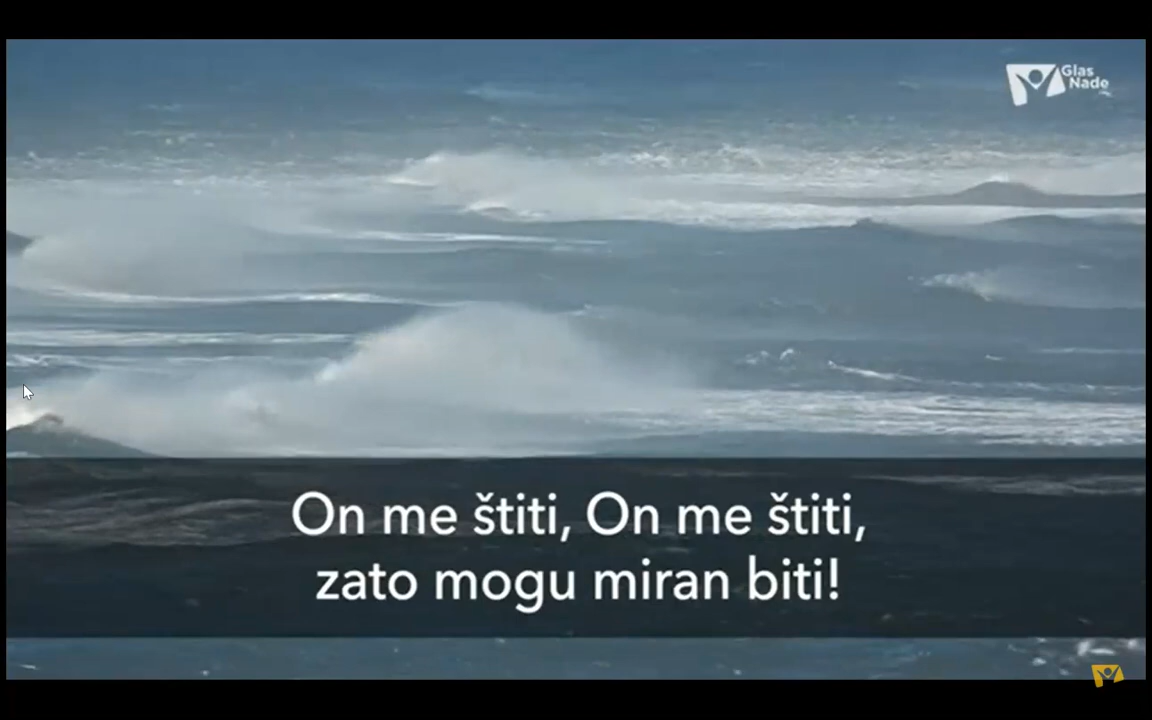 Glas
Nade
On me štiti, On me štiti,
zato mogu miran biti!